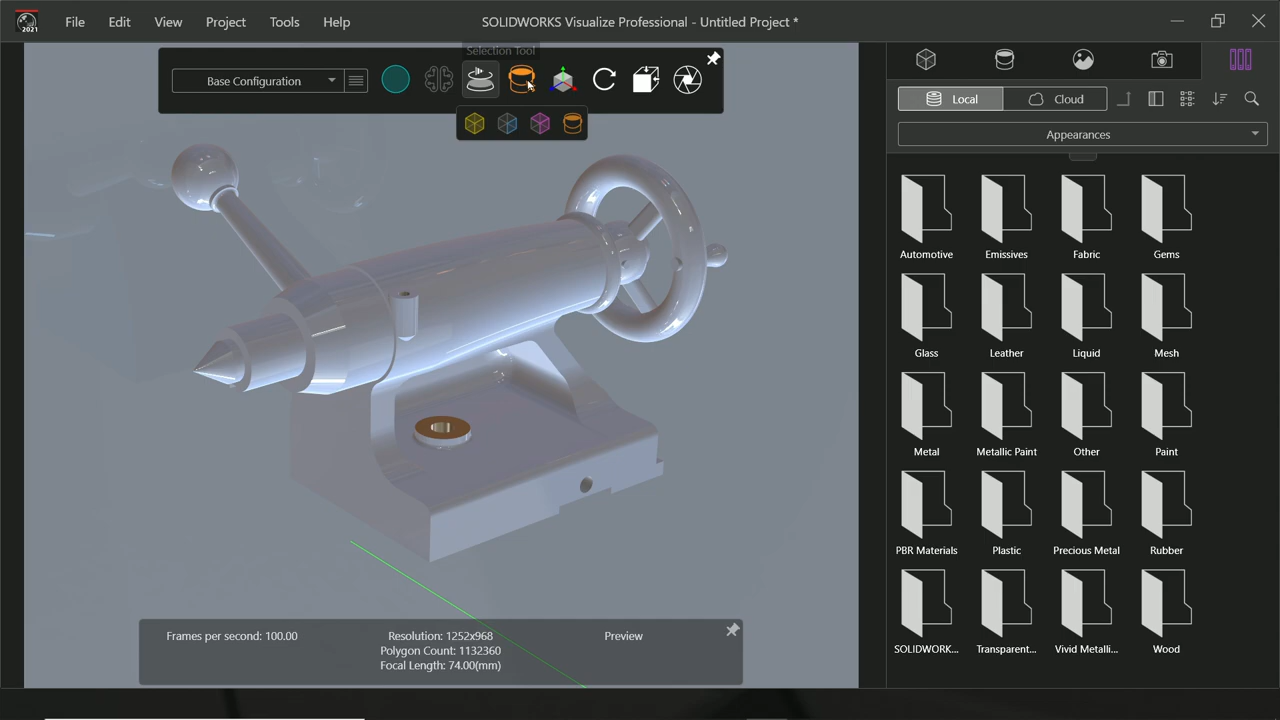 2021
File Edit View Project Tools Help
SOLIDWORKS Visualize Professional - Untitled Project *
Selection Tool
Base Configuration
Local Cloud
Appearances
Automotive Emissives Fabric Gems
Glass Leather Liquid Mesh
Metal Metallic Paint Other Paint
PBR Materials Plastic Precious Metal Rubber
SOLIDWORK... Transparent... Vivid Metalli... Wood
Frames per second: 100.00 Resolution: 1252x968 Preview
Polygon Count: 1132360
Focal Length: 74.00(mm)